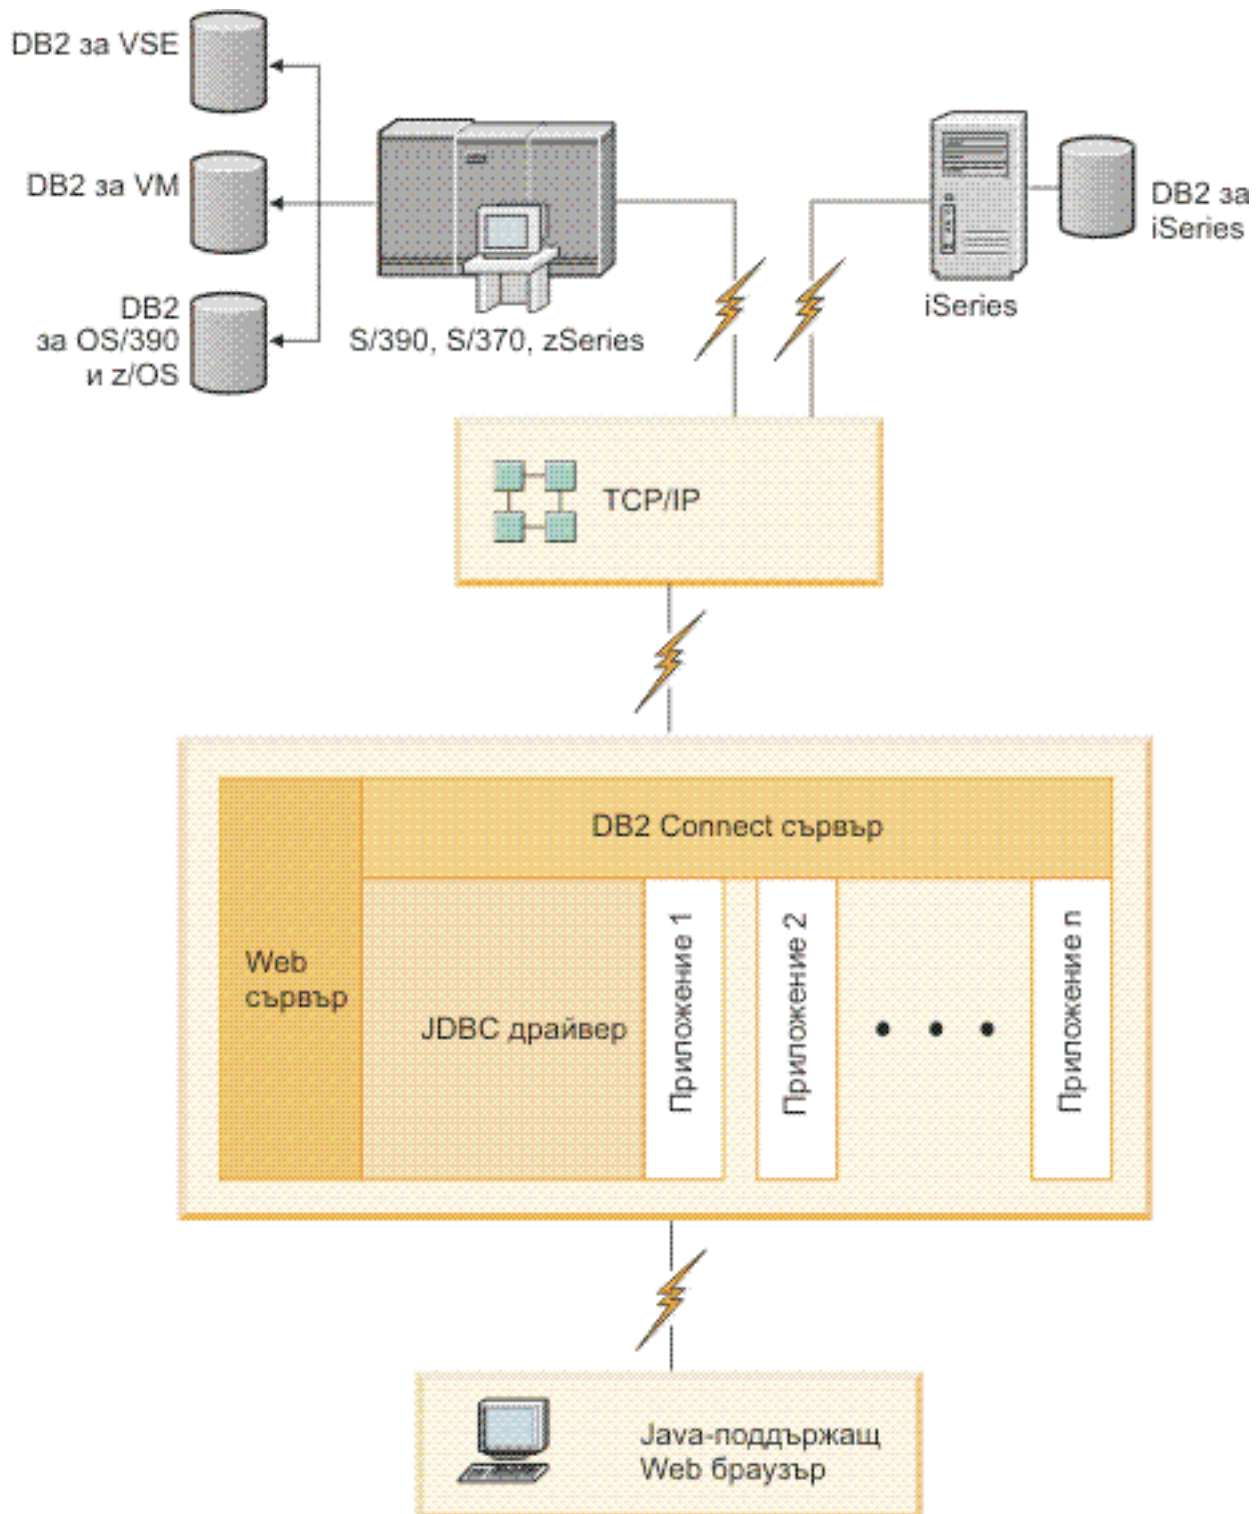 DB2 за VSE
DB2 за VM
DB2
за OS/390
и z/OS
S/390, S/370, zSeries
iSeries
DB2 за
iSeries
TCP/IP
DB2 Connect сървър
Web
сървър
JDBC драйвер
Приложение 1
Приложение 2
Приложение n
Java-поддържащ
Web браузър